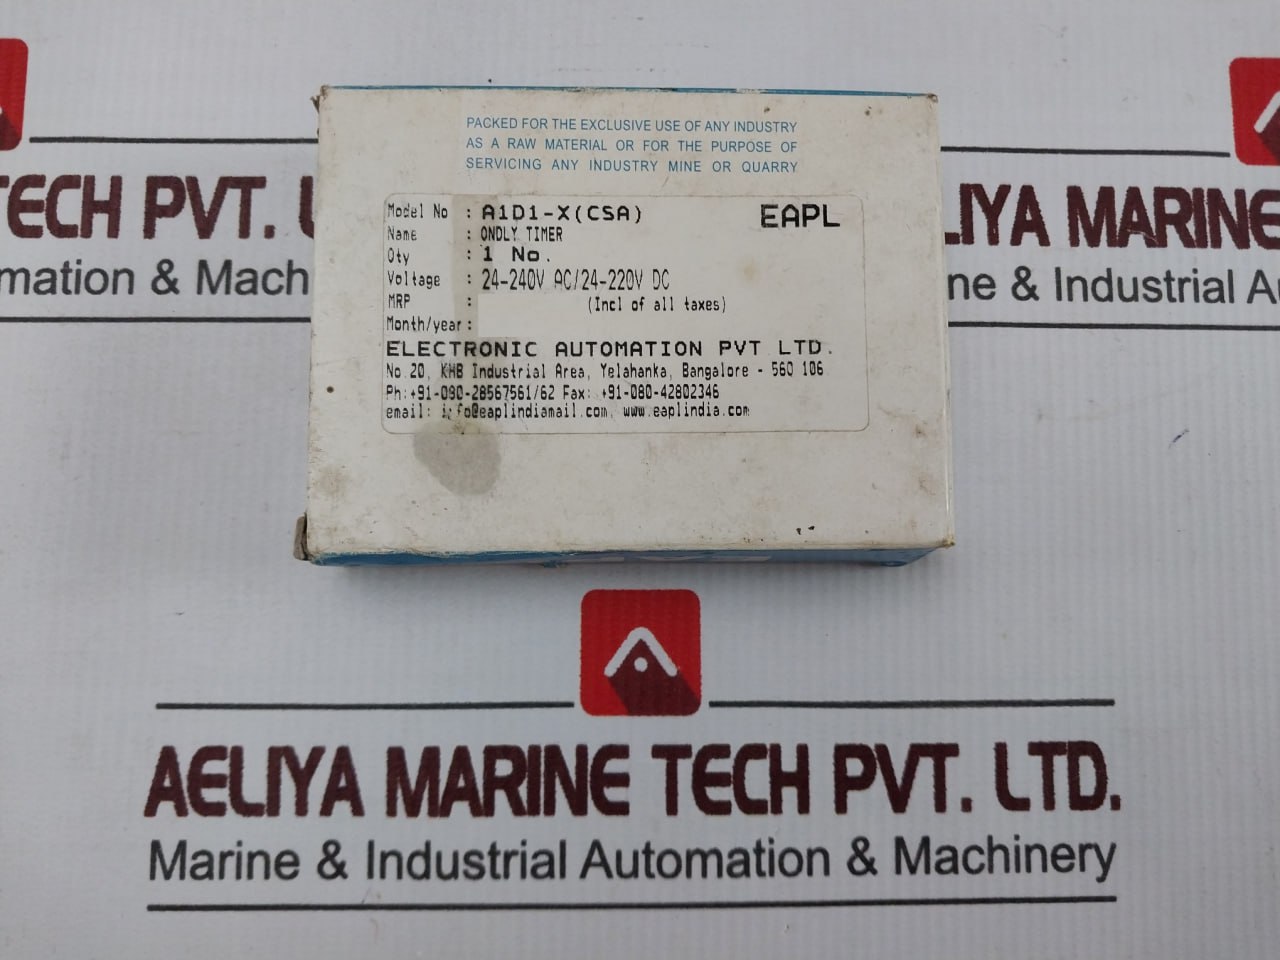 PACKED FOR THE EXCLUSIVE USE OF ANY INDUSTRY
AS A RAW MATERIAL OR FOR THE PURPOSE OF
SERVICING ANY INDUSTRY MINE OR QUARRY
Model No : A1D1-X(CSA) EAPL
Name : ONDLY TIMER
Qty : 1 No.
Voltage : 24-240V AC/24-220V DC
MRP : (Incl of all taxes)
Month/year:
ELECTRONIC AUTOMATION PVT LTD.
No.20, KHB Industrial Area, Yelahanka, Bangalore - 560 106
Ph:+91-080-28567561/62 Fax: +91-080-42802346
email: info@eaplindiamail.com, www.eaplindia.com
TECH PVT.
mation & Mach
LIYA MARINE
ne & Industrial Au
AELIYA MARINE TECH PVT. LTD.
Marine & Industrial Automation & Machinery